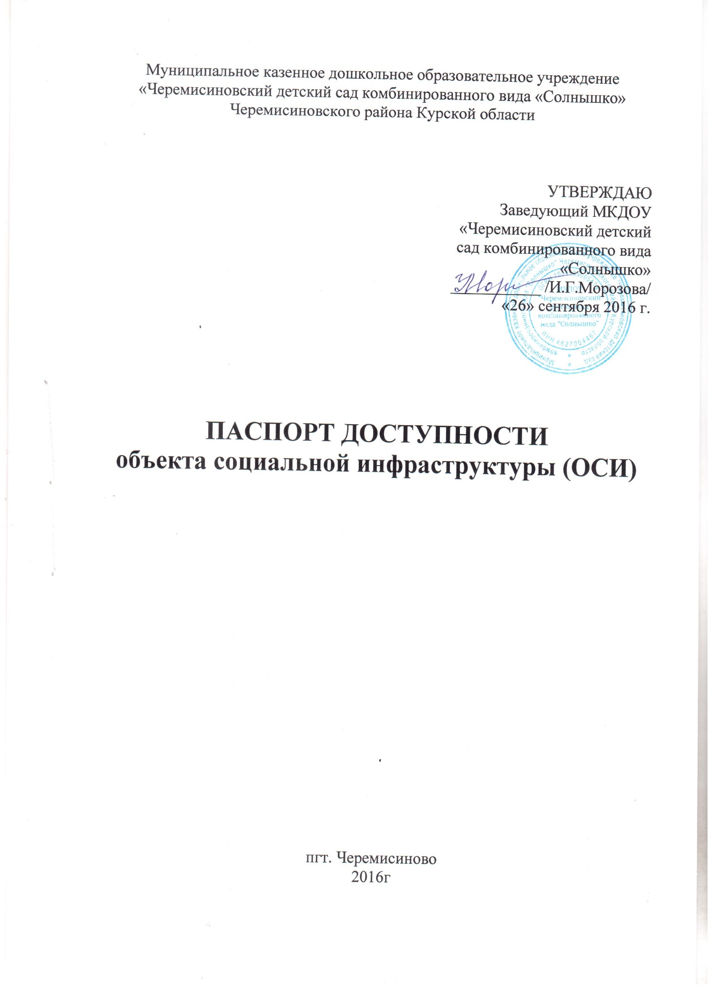 Муниципальное казенное дошкольное образовательное учреждение
«Черемисиновский детский сад комбинированного вида «Солнышко»
Черемисиновского района Курской области
УТВЕРЖДАЮ
Заведующий МКДОУ
«Черемисиновский детский
сад комбинированного вида
«Солнышко»
/И.Г.Морозова/
«26» сентября 2016 г.
"Черемисиновский
комбинированного
вида "Солнышко"
ИНН 4627004467
ПАСПОРТ ДОСТУПНОСТИ
объекта социальной инфраструктуры (ОСИ)
пгт. Черемисиново
2016г